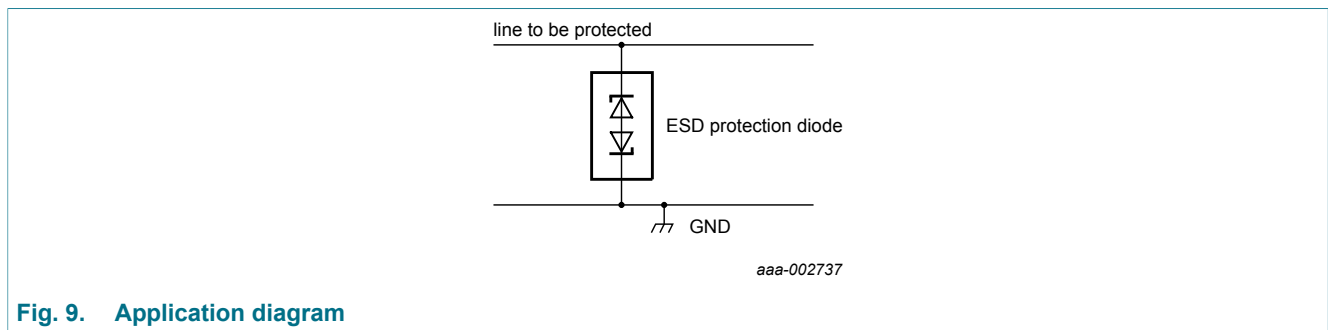 line to be protected
ESD protection diode
GND
aaa-002737
Fig. 9. Application diagram